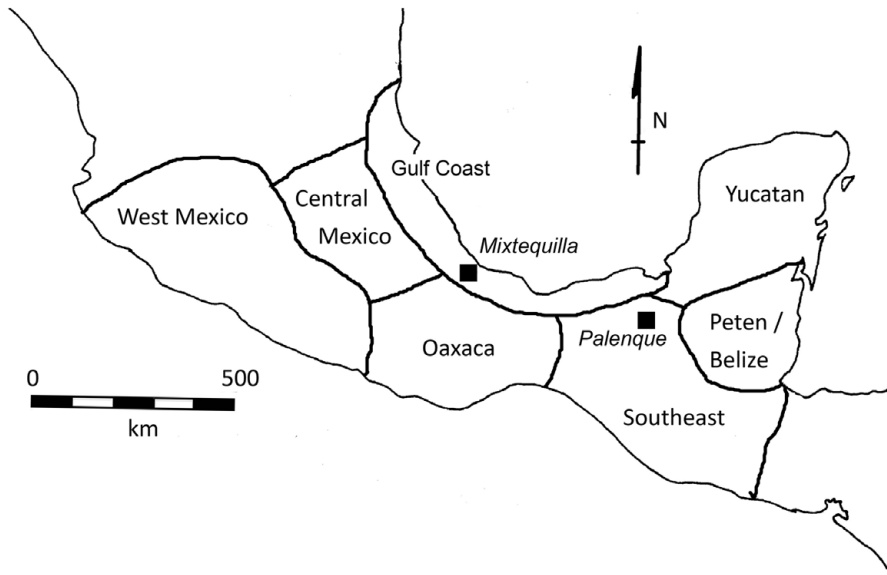 N
Gulf Coast
Yucatan
Central
Mexico
West Mexico
Mixtequilla
Peten /
Belize
Palenque
Oaxaca
0 500
km
Southeast